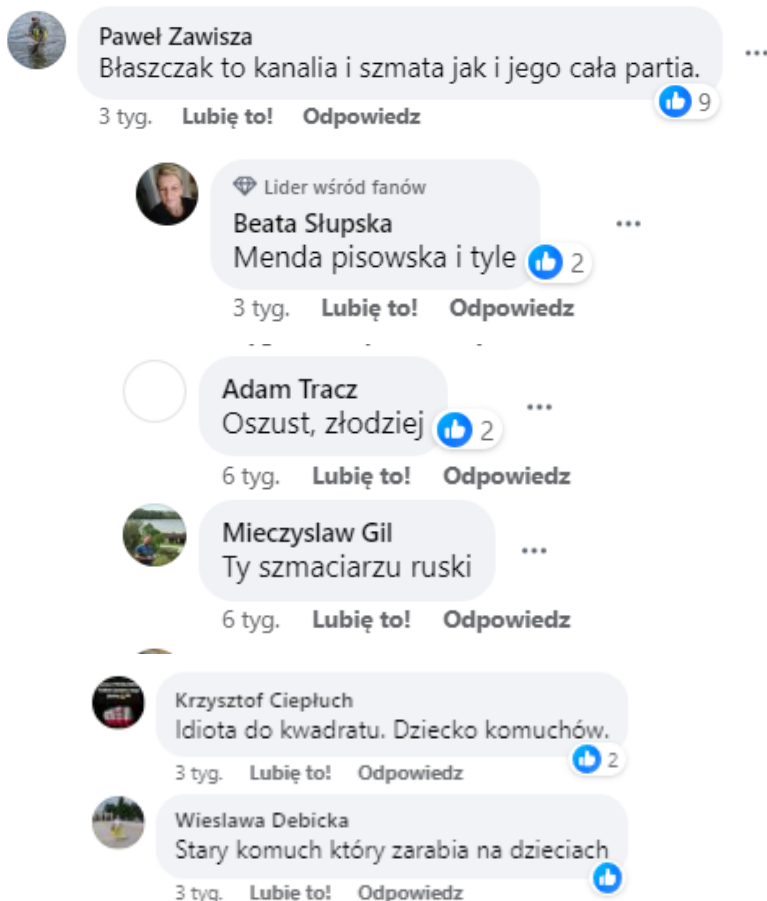 Paweł Zawisza
Błaszczak to kanalia i szmata jak i jego cała partia.
9
3 tyg. Lubię to! Odpowiedz
Lider wśród fanów
Beata Słupska
Menda pisowska i tyle 2
3 tyg. Lubię to! Odpowiedz
Adam Tracz
Oszust, złodziej 2
6 tyg. Lubię to! Odpowiedz
Mieczyslaw Gil
Ty szmaciarzu ruski
6 tyg. Lubię to! Odpowiedz
Krzysztof Ciepłuch
Idiota do kwadratu. Dziecko komuchów.
2
3 tyg. Lubię to! Odpowiedz
Wieslawa Debicka
Stary komuch który zarabia na dzieciach
3 tyg. Lubię to! Odpowiedz